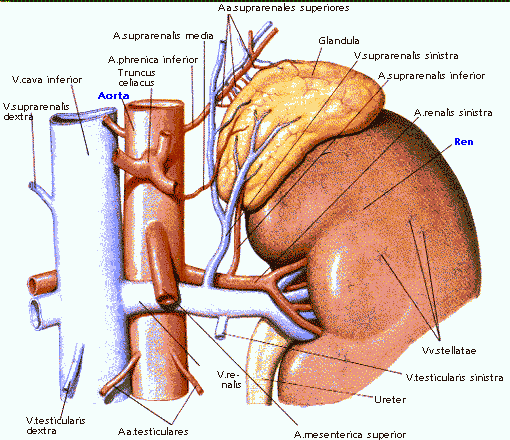 Aa.suprarenales superiores
A.suprarenalis media
Glandula
A.phrenica inferior
V.suprarenalis sinistra
Truncus
celiacus
A.suprarenalis inferior
V.cava inferior
Aorta
V.suprarenalis
dextra
A.renalis sinistra
Ren
Vv.stellatae
V.re-
nalis
V.testicularis sinistra
Ureter
V.testicularis
dextra
Aa.testiculares
A.mesenterica superior